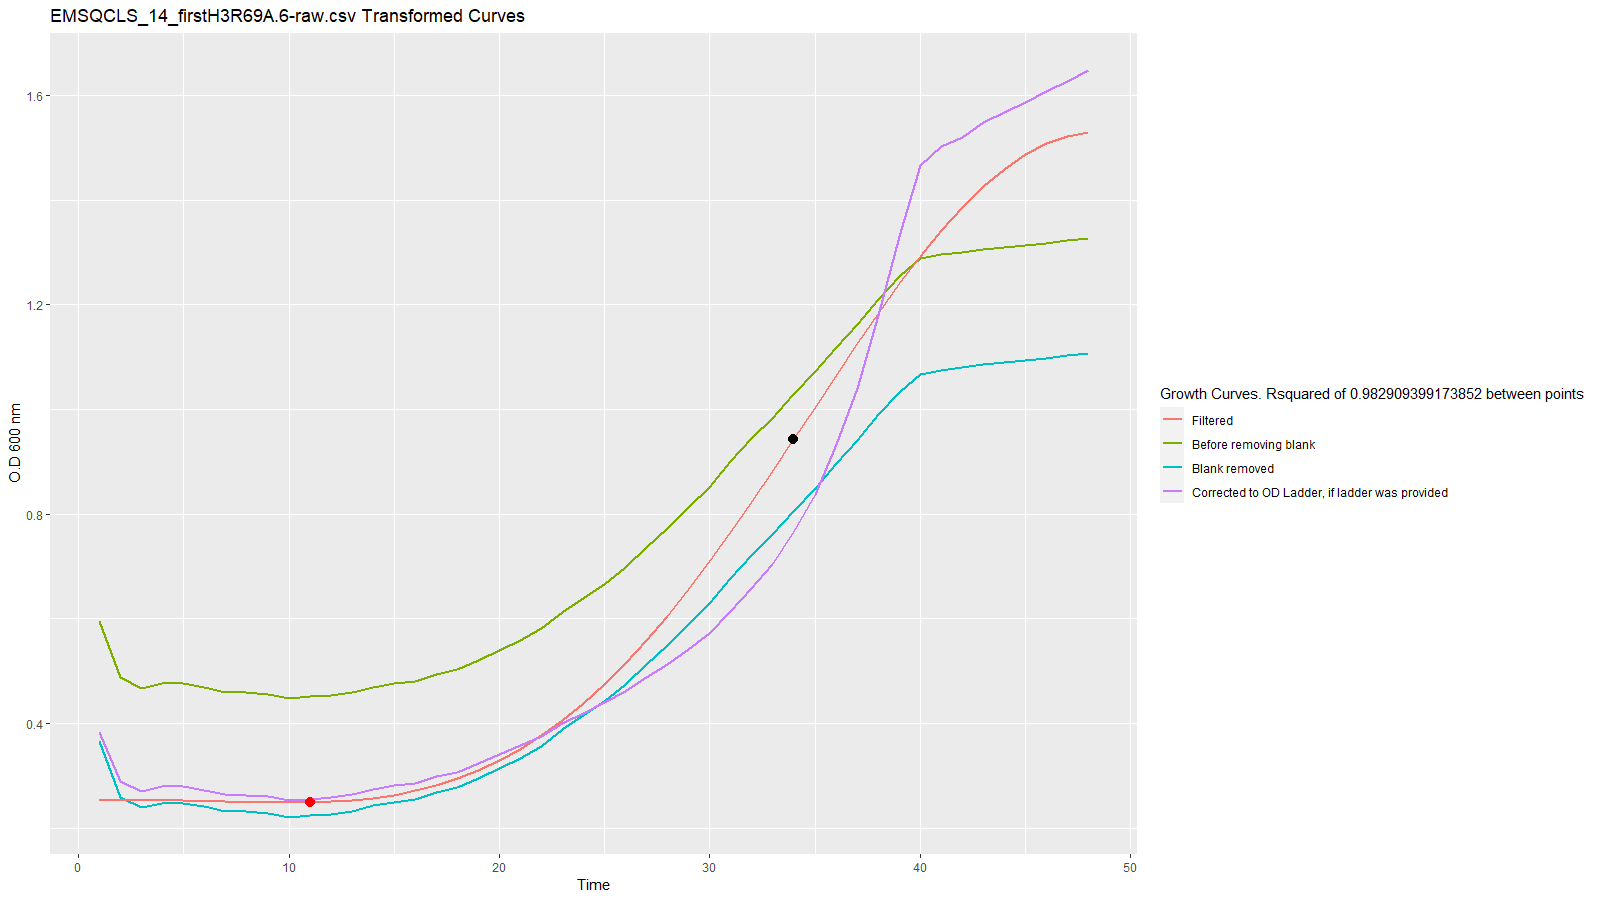 EMSQCLS_14_firstH3R69A.6-raw.csv Transformed Curves
1.6
1.2
0.8
0.4
O.D 600 nm
0
10
20
30
40
50
Time
Growth Curves. Rsquared of 0.982909399173852 between points
Filtered
Before removing blank
Blank removed
Corrected to OD Ladder, if ladder was provided